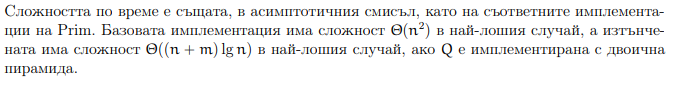 Сложността по време е същата, в асимптотичния смисъл, като на съответните имплемента-
ции на Prim. Базовата имплементация има сложност Θ(n²) в най-лошия случай, а изтънче-
ната има сложност Θ((n + m) lg n) в най-лошия случай, ако Q е имплементирана с двоична
пирамида.